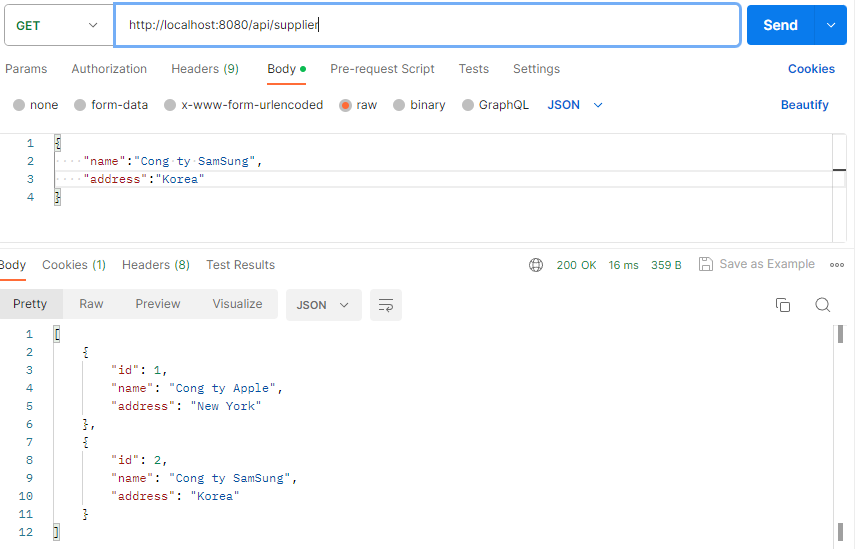 GET http://localhost:8080/api/supplier Send
Params Authorization Headers (9) Body Pre-request Script Tests Settings Cookies
none form-data x-www-form-urlencoded raw binary GraphQL JSON Beautify
1 {
2 "name":"Cong ty SamSung",
3 "address":"Korea"
4 }
Body Cookies (1) Headers (8) Test Results 200 OK 16 ms 359 B Save as Example
Pretty Raw Preview Visualize JSON
1 [
2 {
3 "id": 1,
4 "name": "Cong ty Apple",
5 "address": "New York"
6 },
7 {
8 "id": 2,
9 "name": "Cong ty SamSung",
10 "address": "Korea"
11 }
12 ]